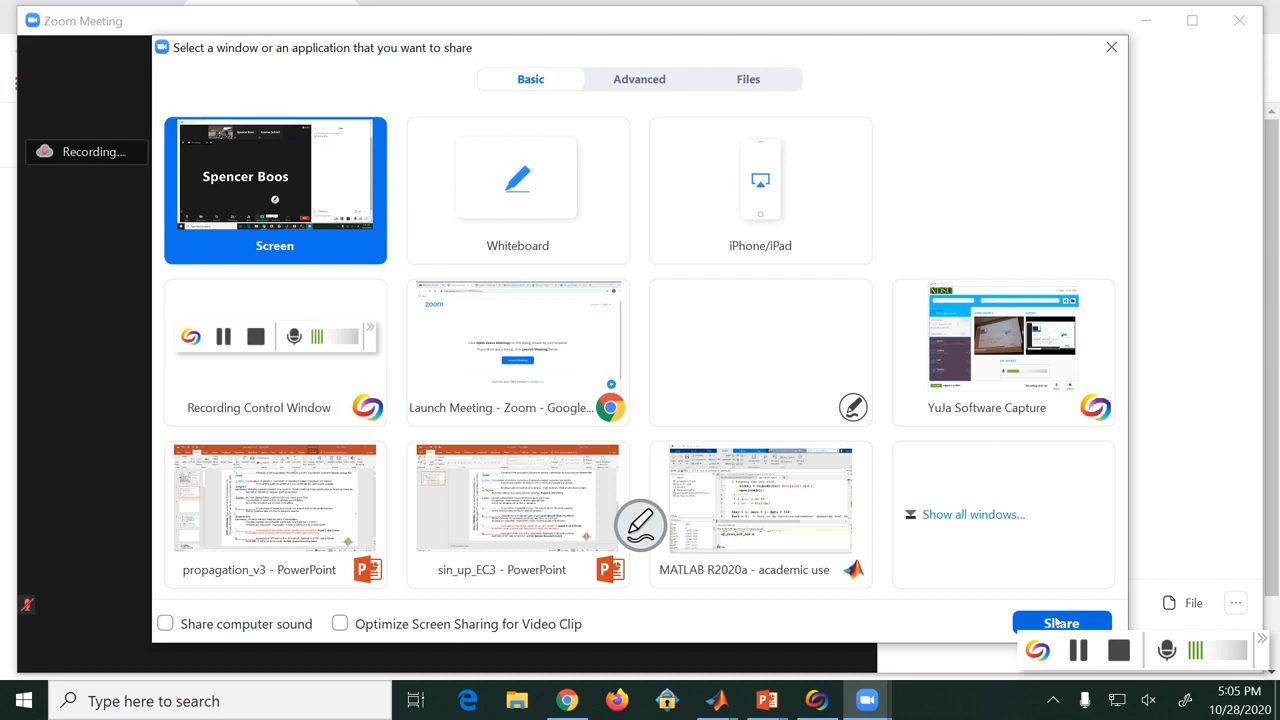 Zoom Meeting
Select a window or an application that you want to share
Basic
Advanced
Files
Recording...
Spencer Boos
Screen
Whiteboard
iPhone/iPad
Recording Control Window
zoom
Launch Meeting - Zoom - Google...
YuJa Software Capture
propagation_v3 - PowerPoint
sin_up_EC3 - PowerPoint
MATLAB R2020a - academic use
Show all windows...
Share computer sound
Optimize Screen Sharing for Video Clip
Share
File
Type here to search
5:05 PM
10/28/2020